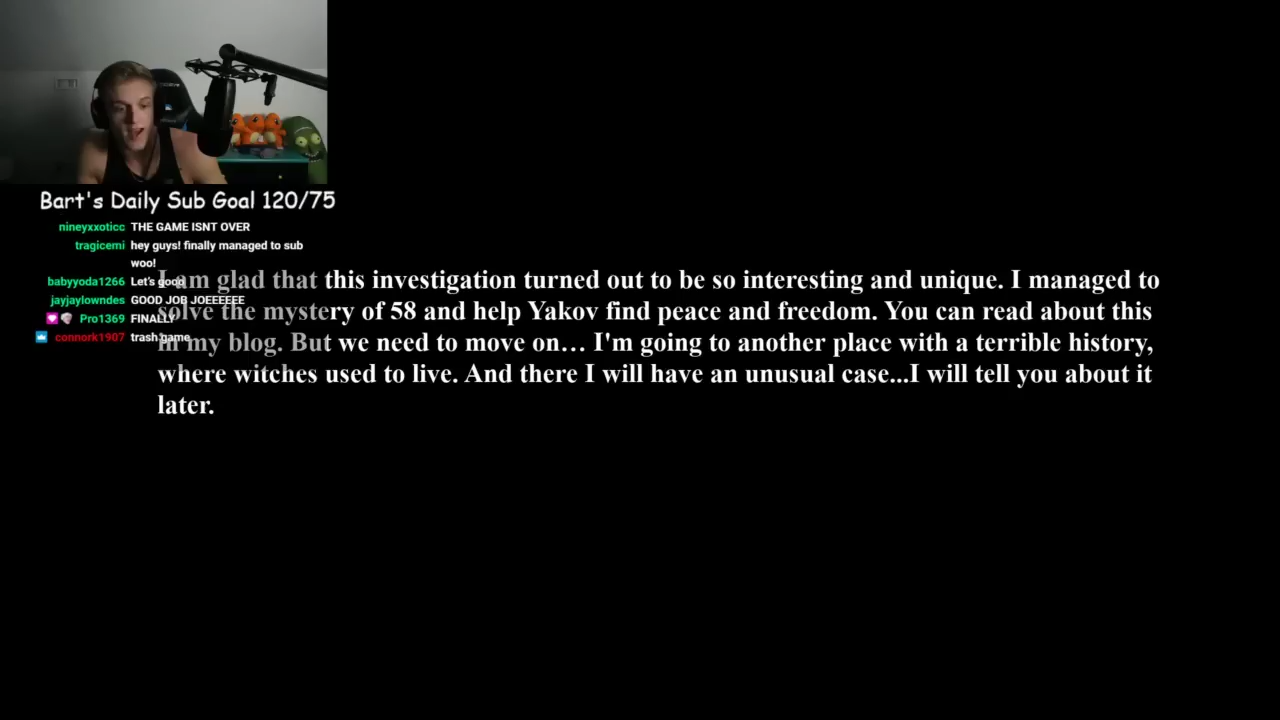 Bart's Daily Sub Goal 120/75
nineyxxoticc THE GAME ISNT OVER
tragicemi hey guys! finally managed to sub
woo!
babyyoda1266 Let's gooo
jayjaylowndes GOOD JOB JOEEEEEE
Pro1369 FINALLY
connork1907 trash game
I am glad that this investigation turned out to be so interesting and unique. I managed to
solve the mystery of 58 and help Yakov find peace and freedom. You can read about this
in my blog. But we need to move on… I'm going to another place with a terrible history,
where witches used to live. And there I will have an unusual case...I will tell you about it
later.